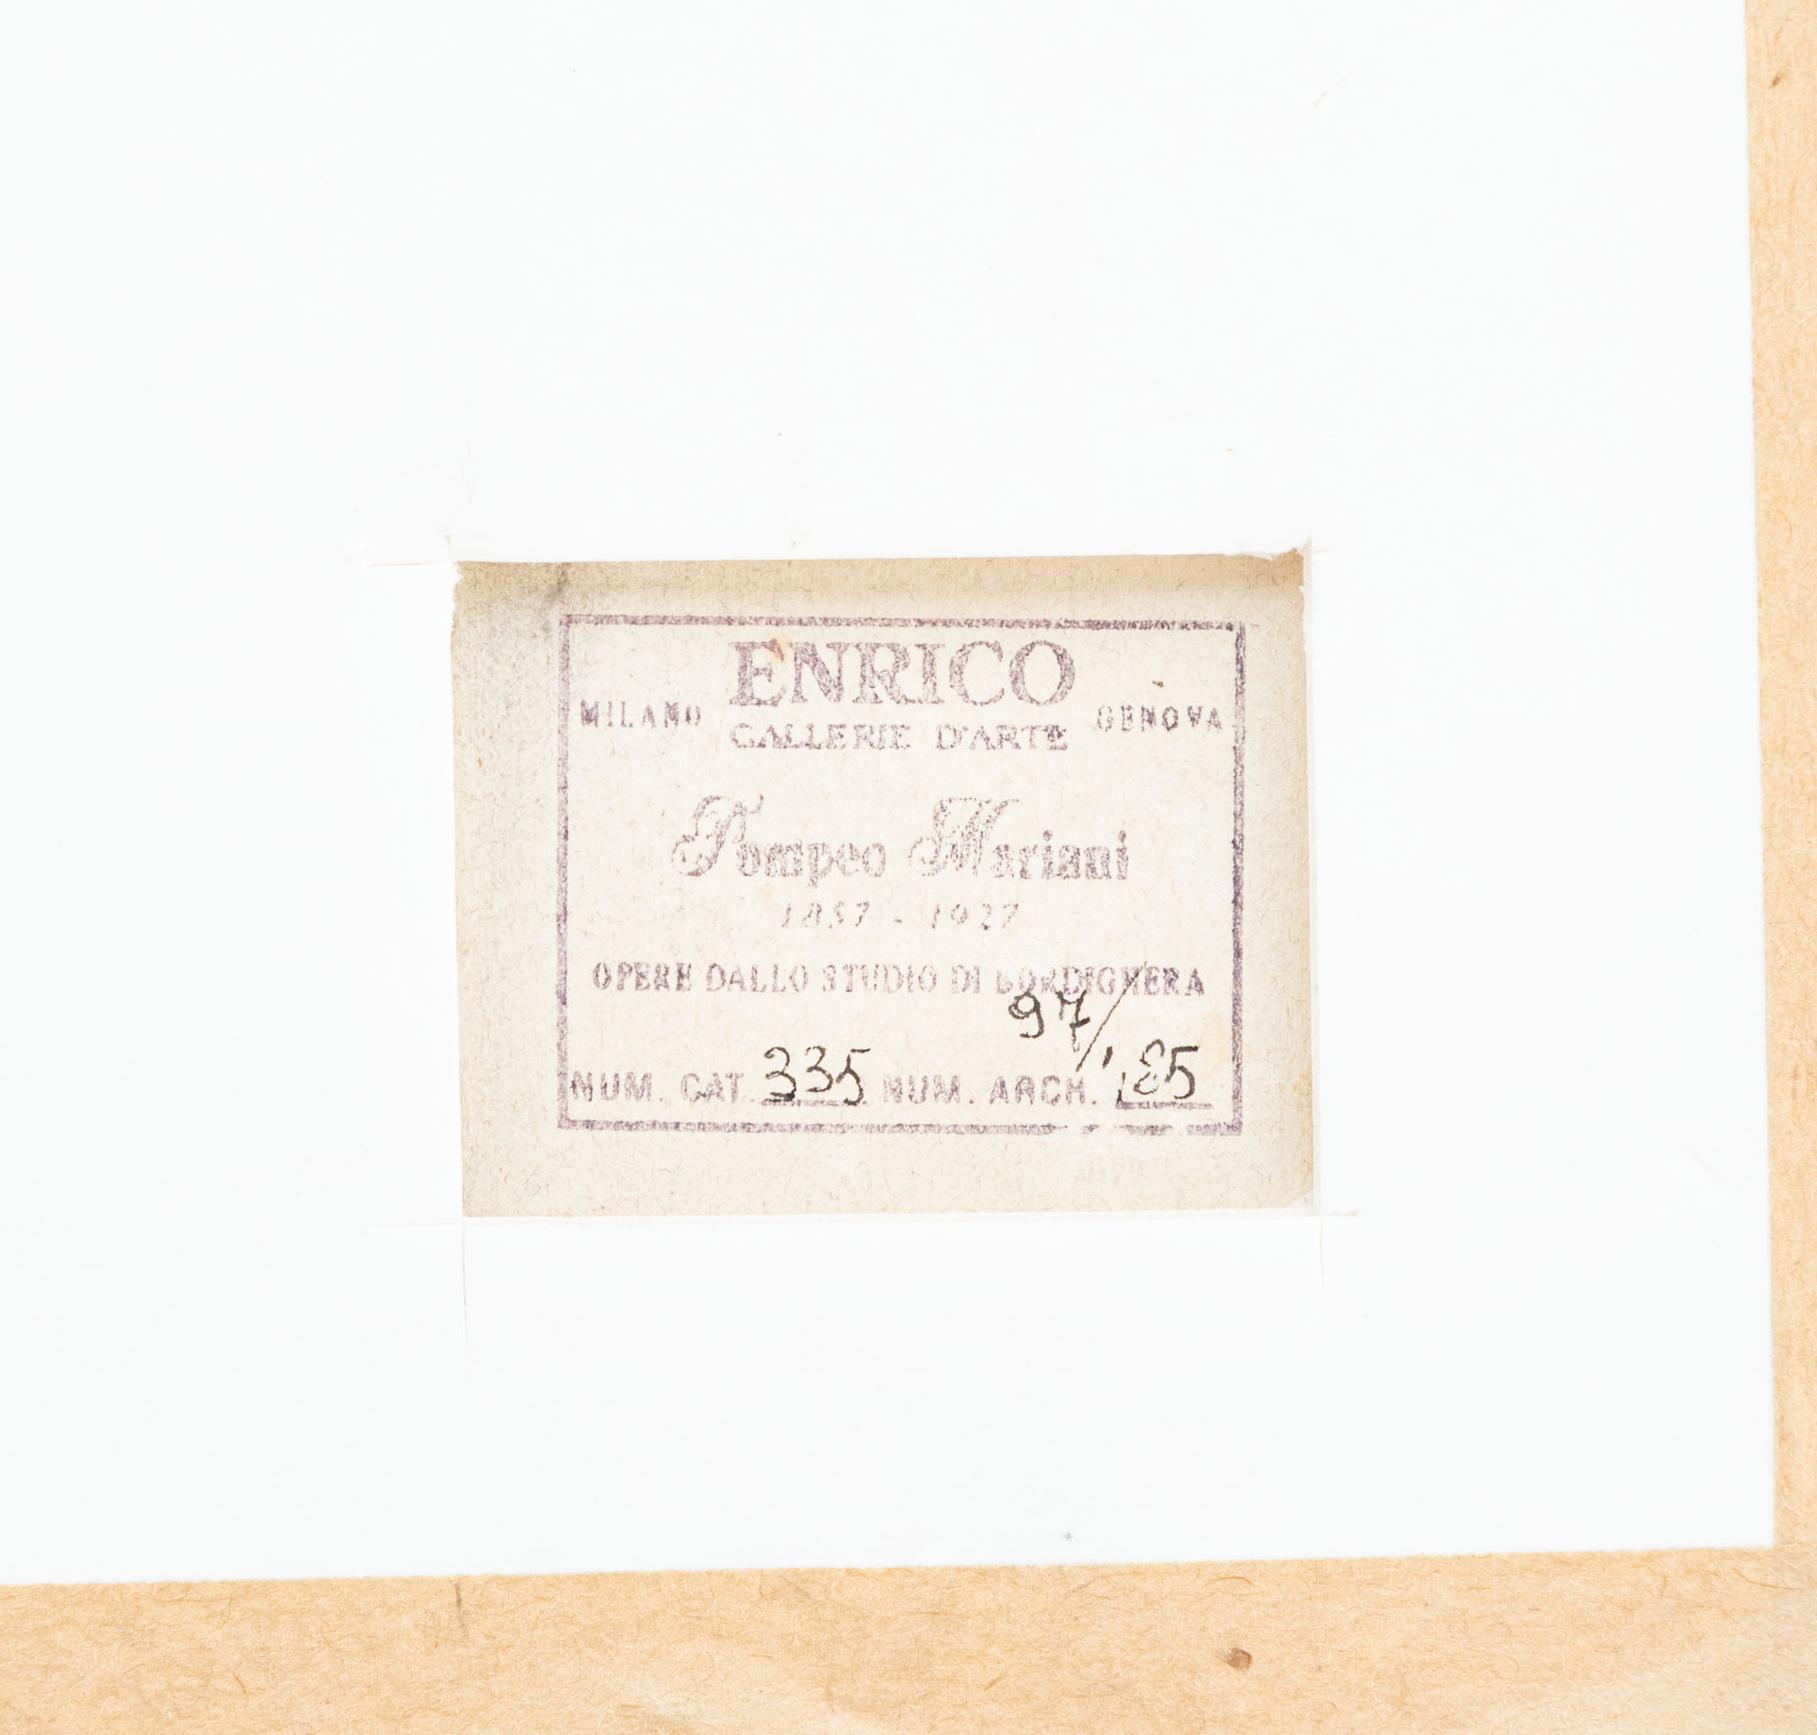 ENRICO
MILANO GENOVA
GALLERIE D'ARTE
Pompeo Mariani
1857 - 1927
OPERE DALLO STUDIO DI BORDIGHERA
97/
NUM. CAT. 335 NUM. ARCH.